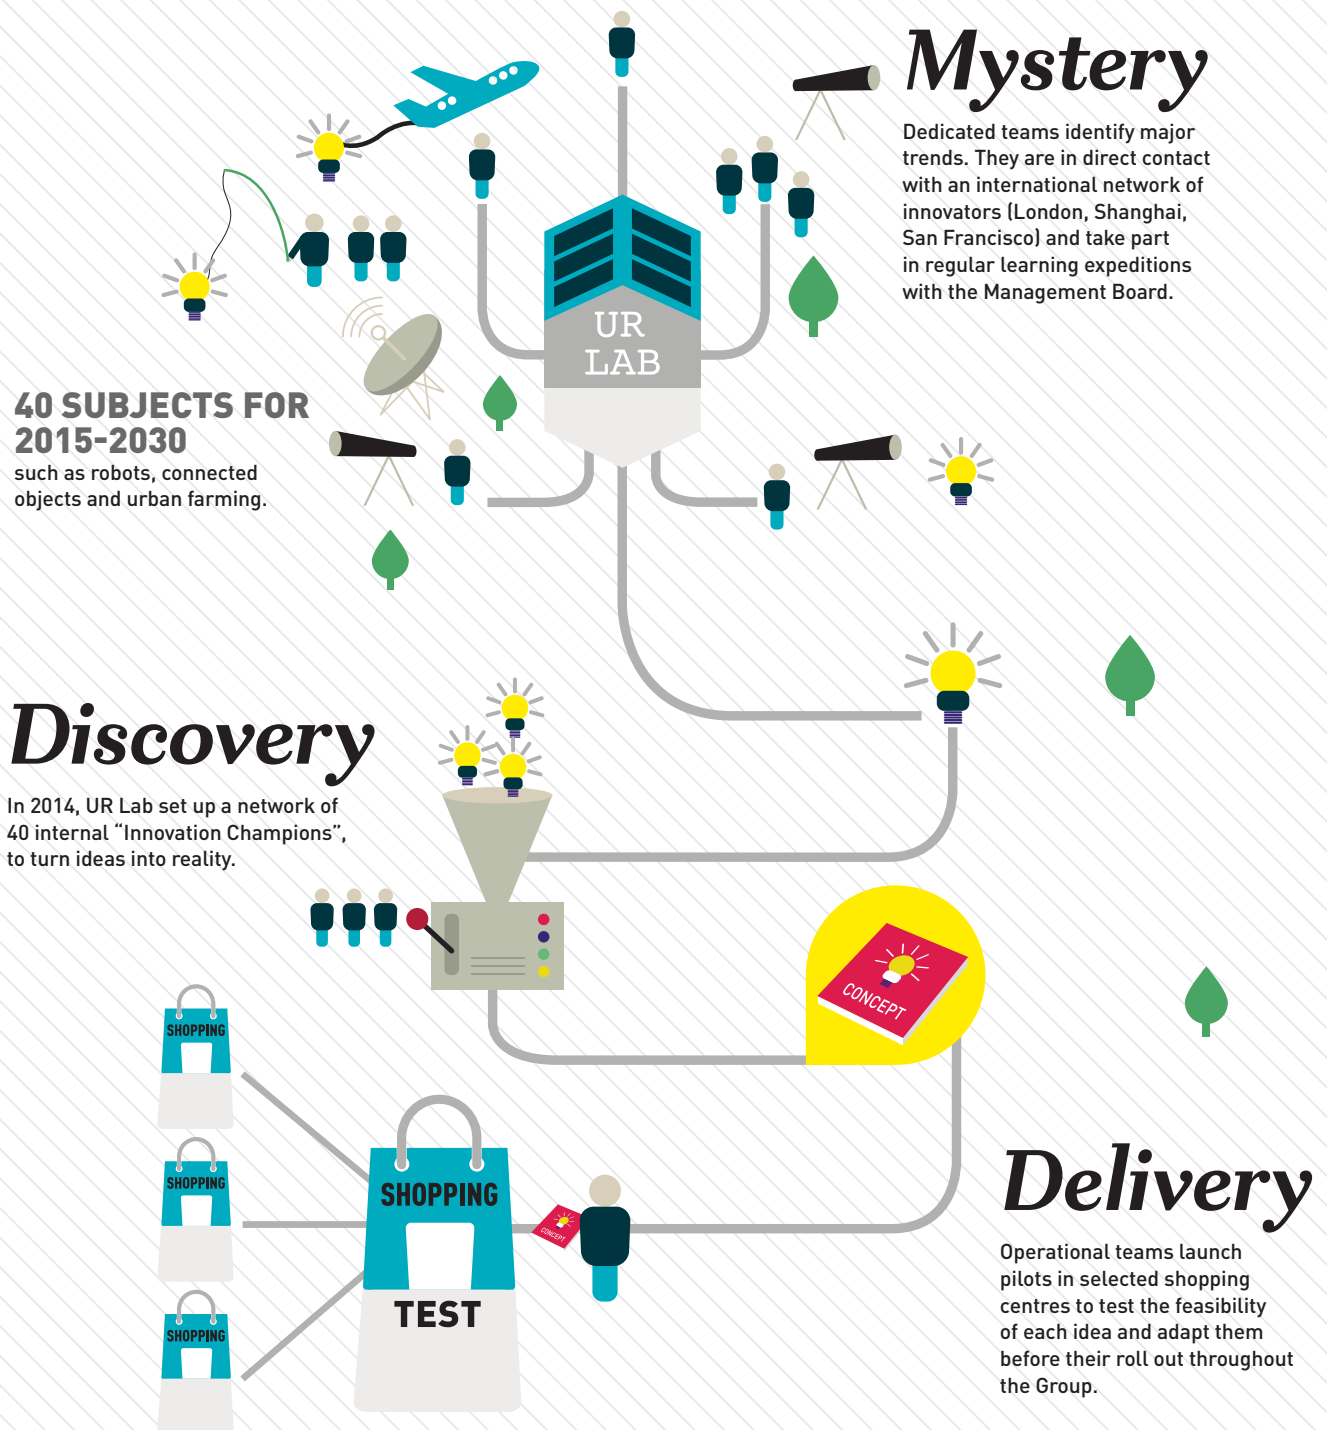 Mystery
Dedicated teams identify major
trends. They are in direct contact
with an international network of
innovators (London, Shanghai,
San Francisco) and take part
in regular learning expeditions
with the Management Board.
UR
LAB
40 SUBJECTS FOR
2015-2030
such as robots, connected
objects and urban farming.
Discovery
In 2014, UR Lab set up a network of
40 internal “Innovation Champions”,
to turn ideas into reality.
CONCEPT
SHOPPING
SHOPPING
SHOPPING
SHOPPING
TEST
CONCEPT
Delivery
Operational teams launch
pilots in selected shopping
centres to test the feasibility
of each idea and adapt them
before their roll out throughout
the Group.